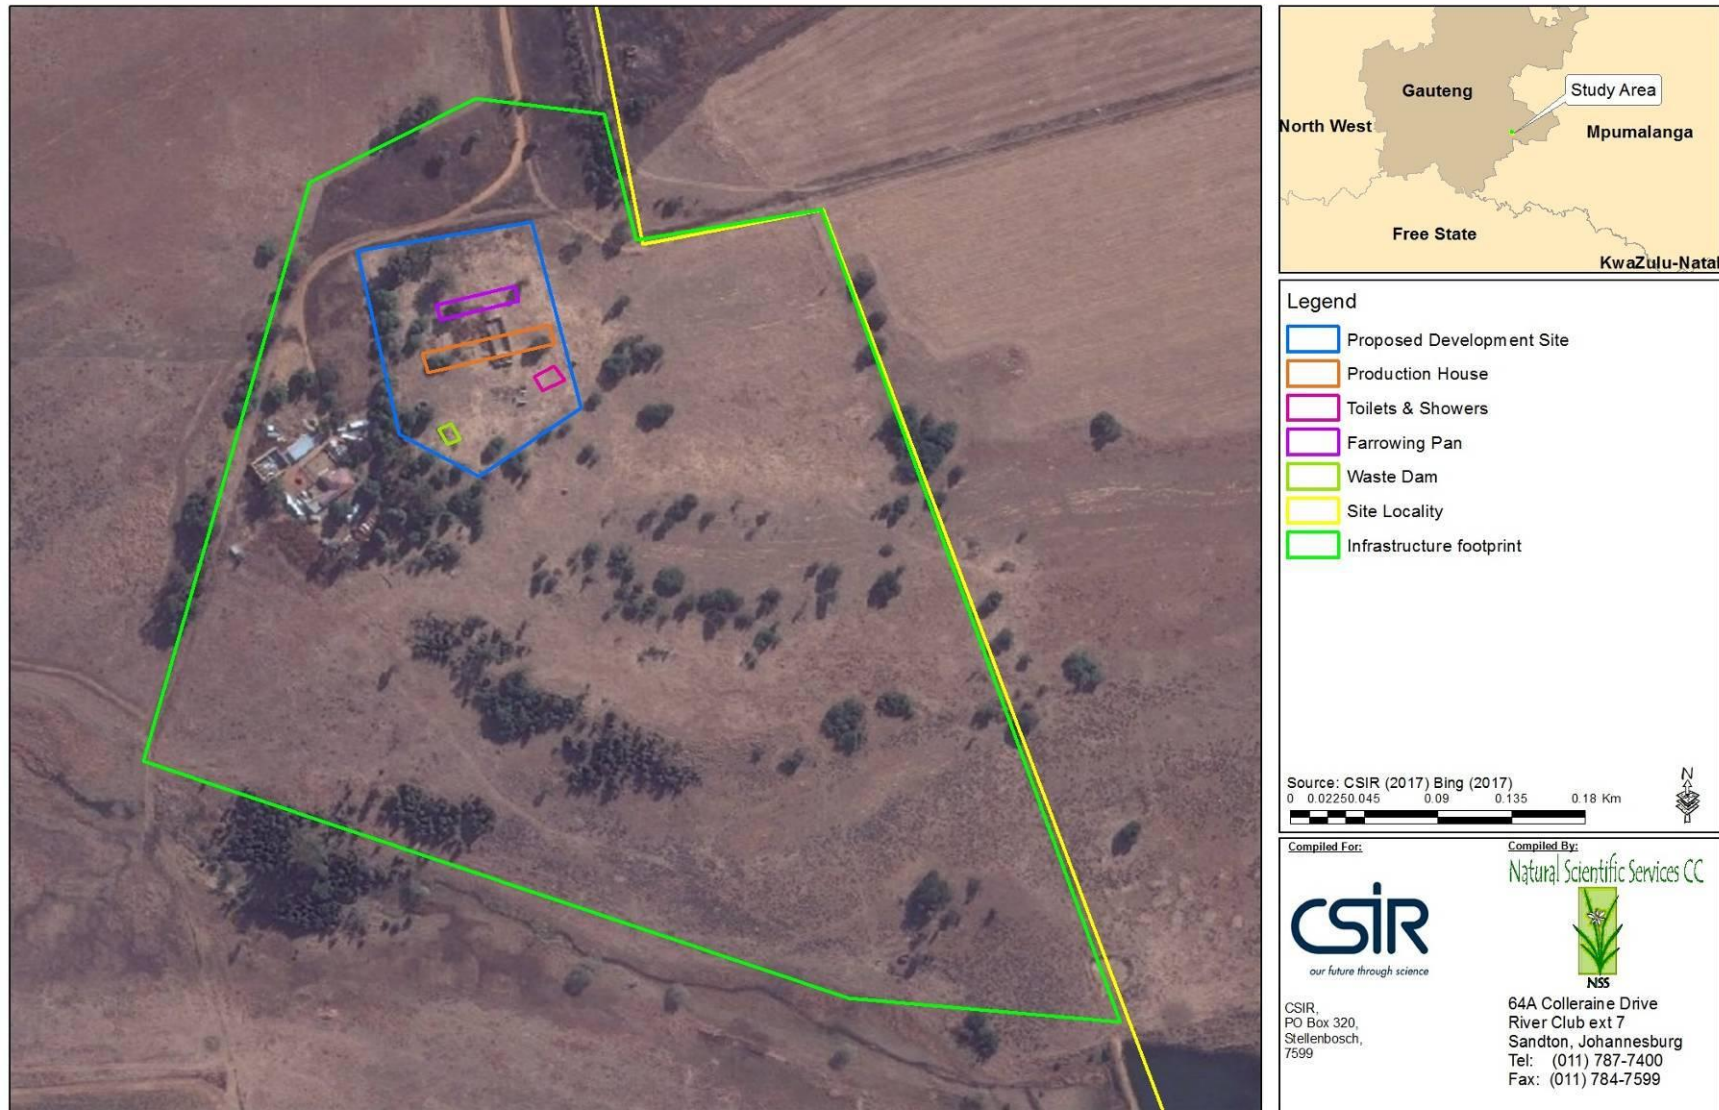 Gauteng
Study Area
North West
Mpumalanga
Free State
KwaZulu-Natal
Legend
Proposed Development Site
Production House
Toilets & Showers
Farrowing Pan
Waste Dam
Site Locality
Infrastructure footprint
Source: CSIR (2017) Bing (2017)
0 0.02250.045 0.09 0.135 0.18 Km
N
Compiled For:
CSIR
our future through science
CSIR,
PO Box 320,
Stellenbosch,
7599
Compiled By:
Natural Scientific Services CC
NSS
64A Colleraine Drive
River Club ext 7
Sandton, Johannesburg
Tel: (011) 787-7400
Fax: (011) 784-7599